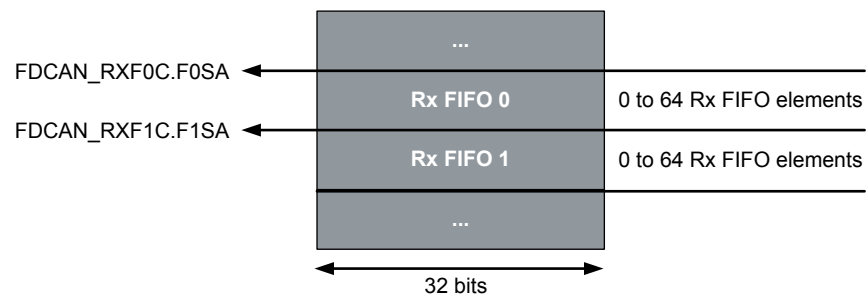 ...
FDCAN_RXF0C.F0SA
Rx FIFO 0
0 to 64 Rx FIFO elements
FDCAN_RXF1C.F1SA
Rx FIFO 1
0 to 64 Rx FIFO elements
...
32 bits